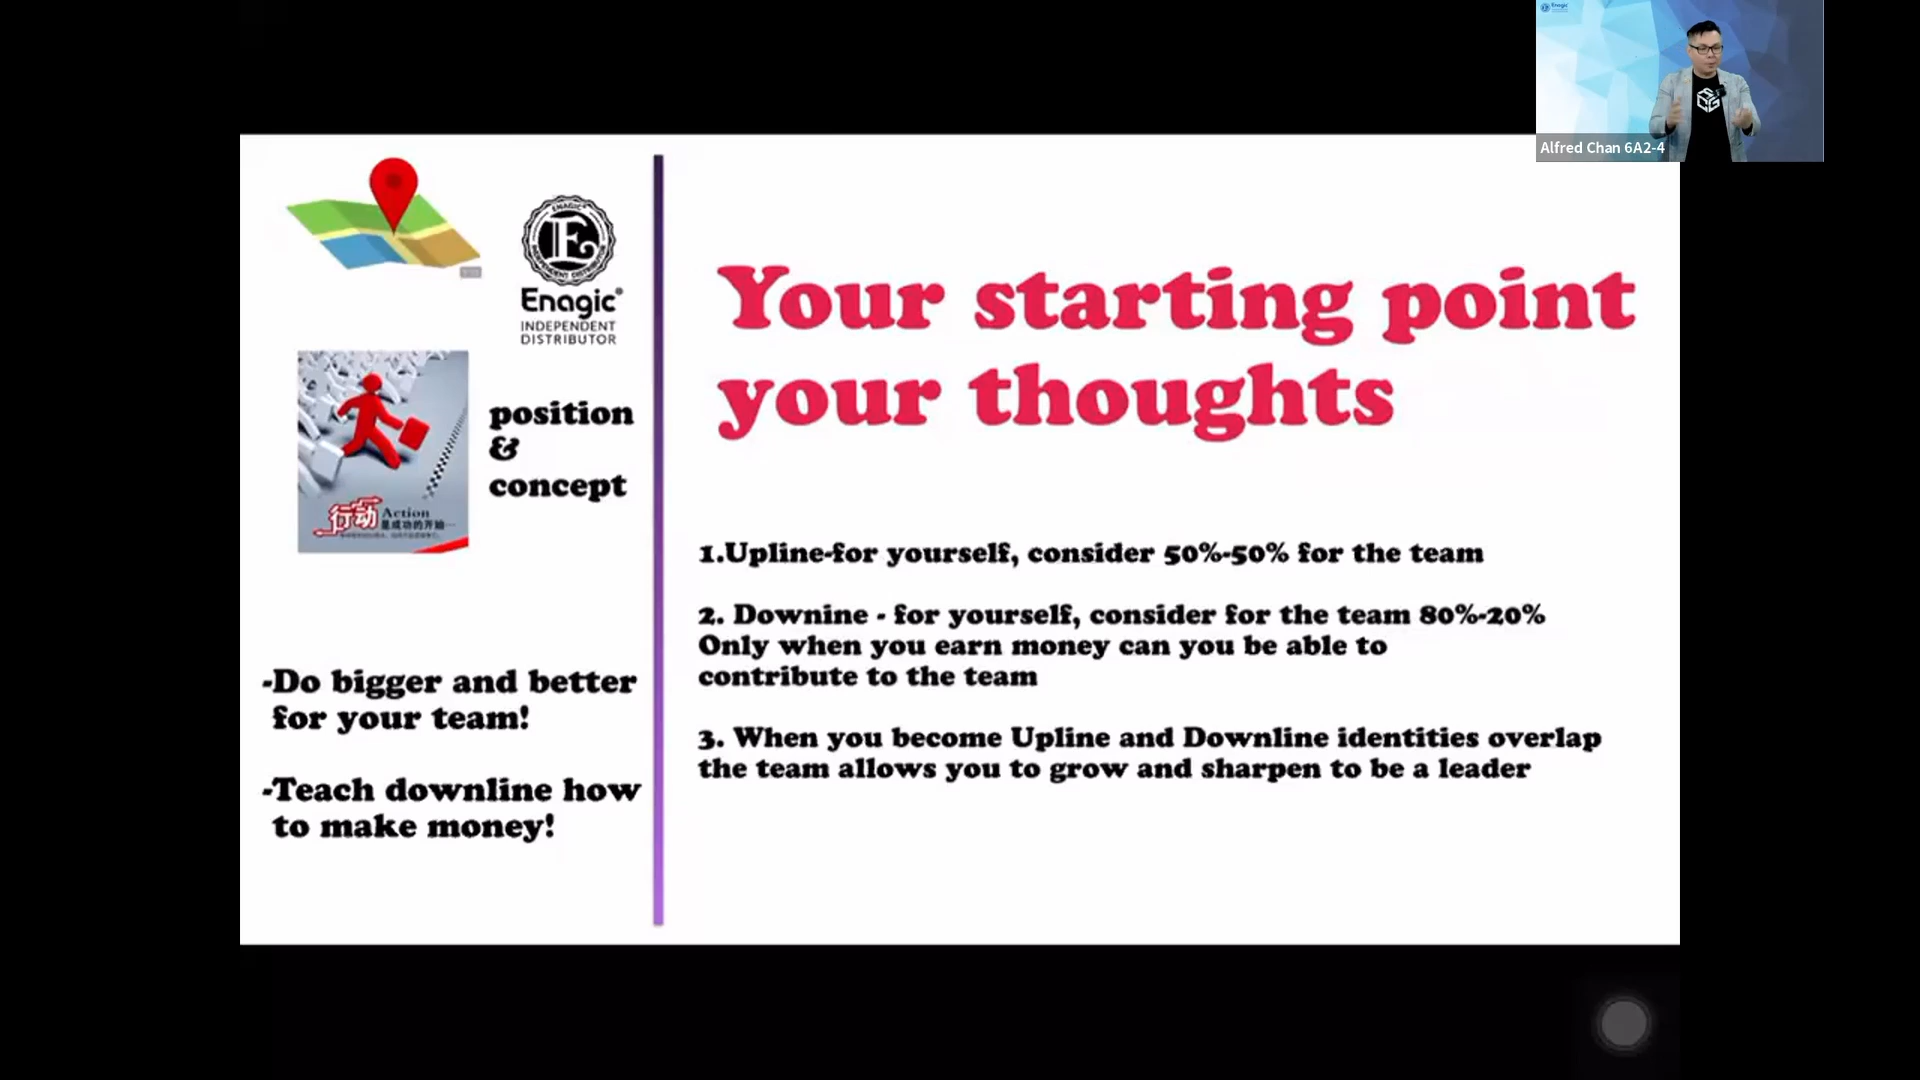 Enagic
Alfred Chan 6A2-4
ENAGIC
E
INDEPENDENT DISTRIBUTOR
Enagic®
INDEPENDENT
DISTRIBUTOR
行动 Action
是成功的开始…
position
&
concept
-Do bigger and better
for your team!
-Teach downline how
to make money!
Your starting point
your thoughts
1.Upline-for yourself, consider 50%-50% for the team
2. Downine - for yourself, consider for the team 80%-20%
Only when you earn money can you be able to
contribute to the team
3. When you become Upline and Downline identities overlap
the team allows you to grow and sharpen to be a leader